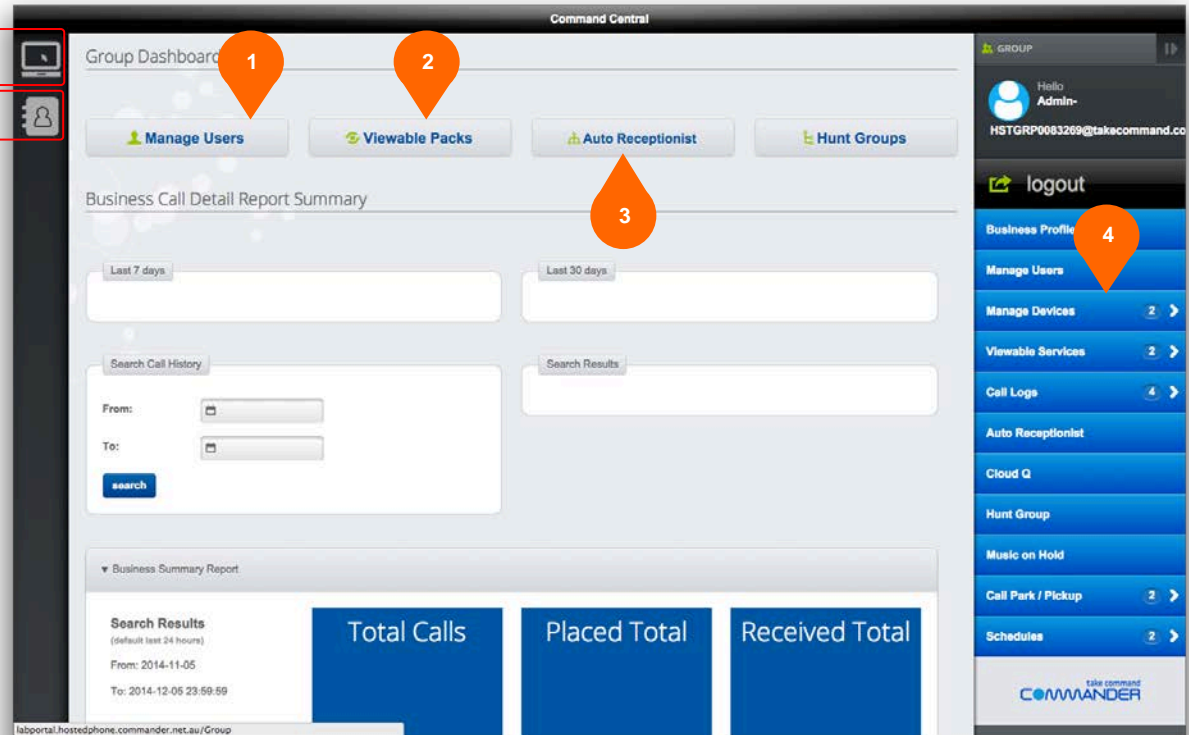 Command Central
Group Dashboard
1
2
Manage Users
Viewable Packs
Auto Receptionist
Hunt Groups
3
Business Call Detail Report Summary
Last 7 days
Last 30 days
Search Call History
Search Results
From:
To:
search
▾ Business Summary Report
Search Results
(default last 24 hours)
From: 2014-11-05
To: 2014-12-05 23:59:59
Total Calls
Placed Total
Received Total
labportal.hostedphone.commander.net.au/Group
GROUP
Hello
Admin-
HSTGRP0083269@takecommand.co
logout
Business Profile
4
Manage Users
Manage Devices 2
Viewable Services 2
Call Logs 4
Auto Receptionist
Cloud Q
Hunt Group
Music on Hold
Call Park / Pickup 2
Schedules 2
take command
COMMANDER